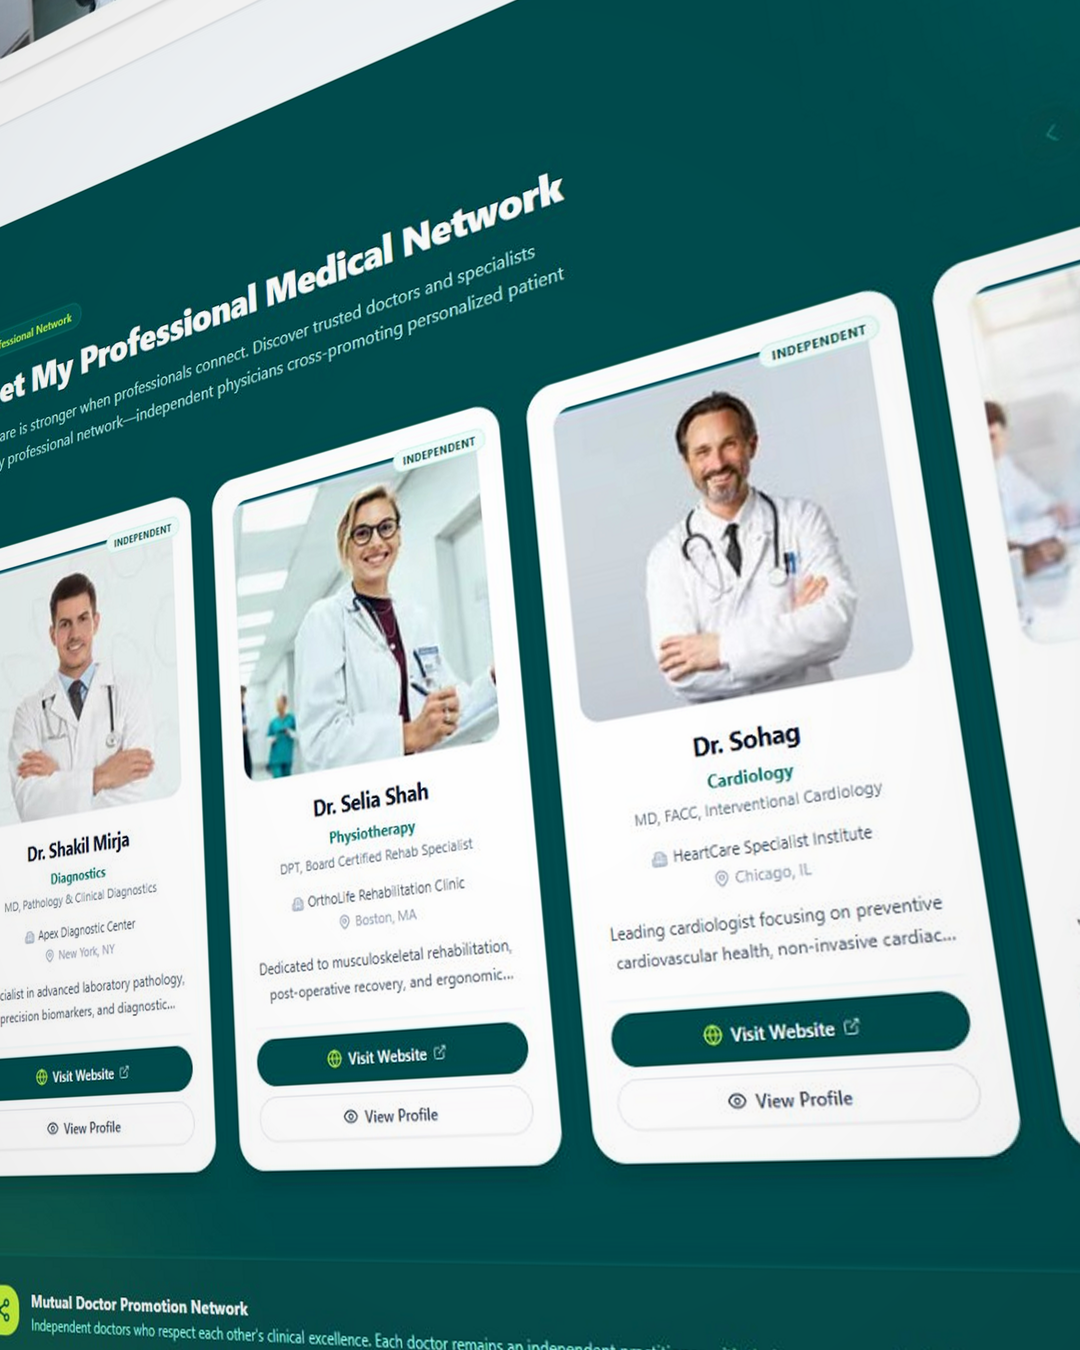 fessional Network
et My Professional Medical Network
are is stronger when professionals connect. Discover trusted doctors and specialists
y professional network—independent physicians cross-promoting personalized patient
INDEPENDENT
Dr. Shakil Mirja
Diagnostics
MD, Pathology & Clinical Diagnostics
Apex Diagnostic Center
New York, NY
cialist in advanced laboratory pathology,
precision biomarkers, and diagnostic...
Visit Website
View Profile
INDEPENDENT
Dr. Selia Shah
Physiotherapy
DPT, Board Certified Rehab Specialist
OrthoLife Rehabilitation Clinic
Boston, MA
Dedicated to musculoskeletal rehabilitation,
post-operative recovery, and ergonomic...
Visit Website
View Profile
INDEPENDENT
Dr. Sohag
Cardiology
MD, FACC, Interventional Cardiology
HeartCare Specialist Institute
Chicago, IL
Leading cardiologist focusing on preventive
cardiovascular health, non-invasive cardiac...
Visit Website
View Profile
Mutual Doctor Promotion Network
Independent doctors who respect each other's clinical excellence. Each doctor remains an independent